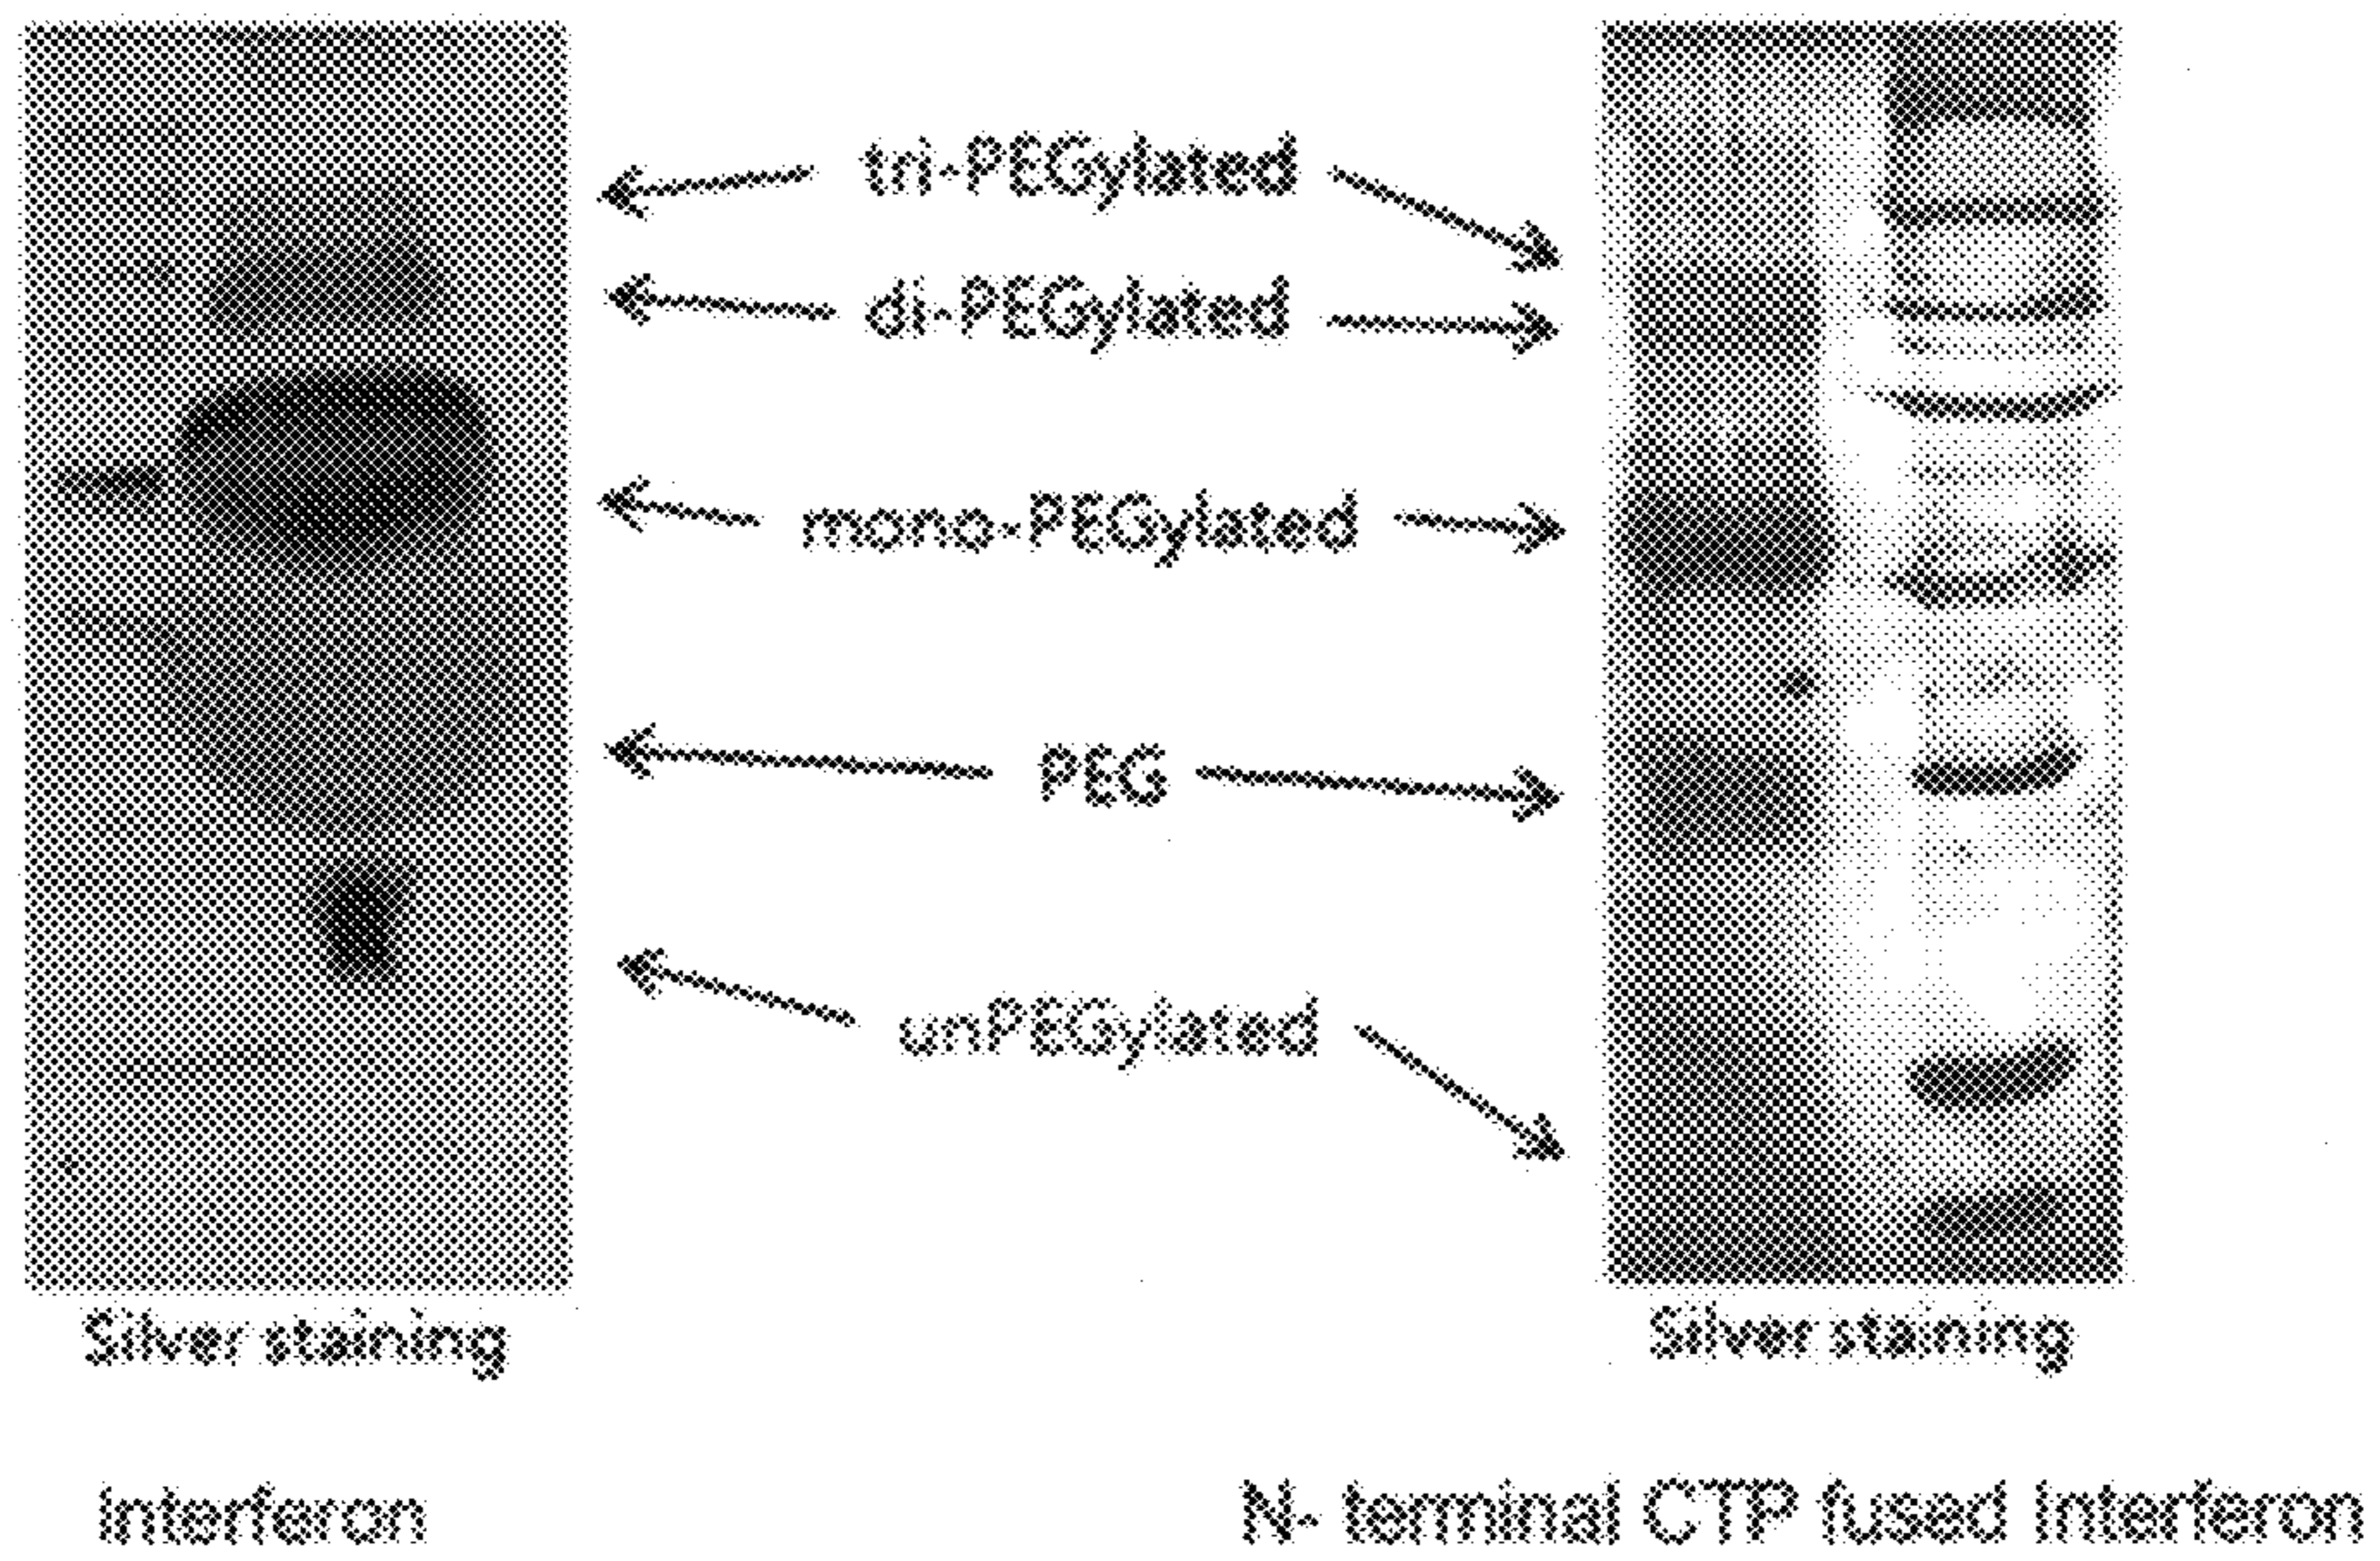 tri-PEGylated
di-PEGylated
mono-PEGylated
PEG
unPEGylated
Silver staining
Silver staining
Interferon
N- terminal CTP fused Interferon